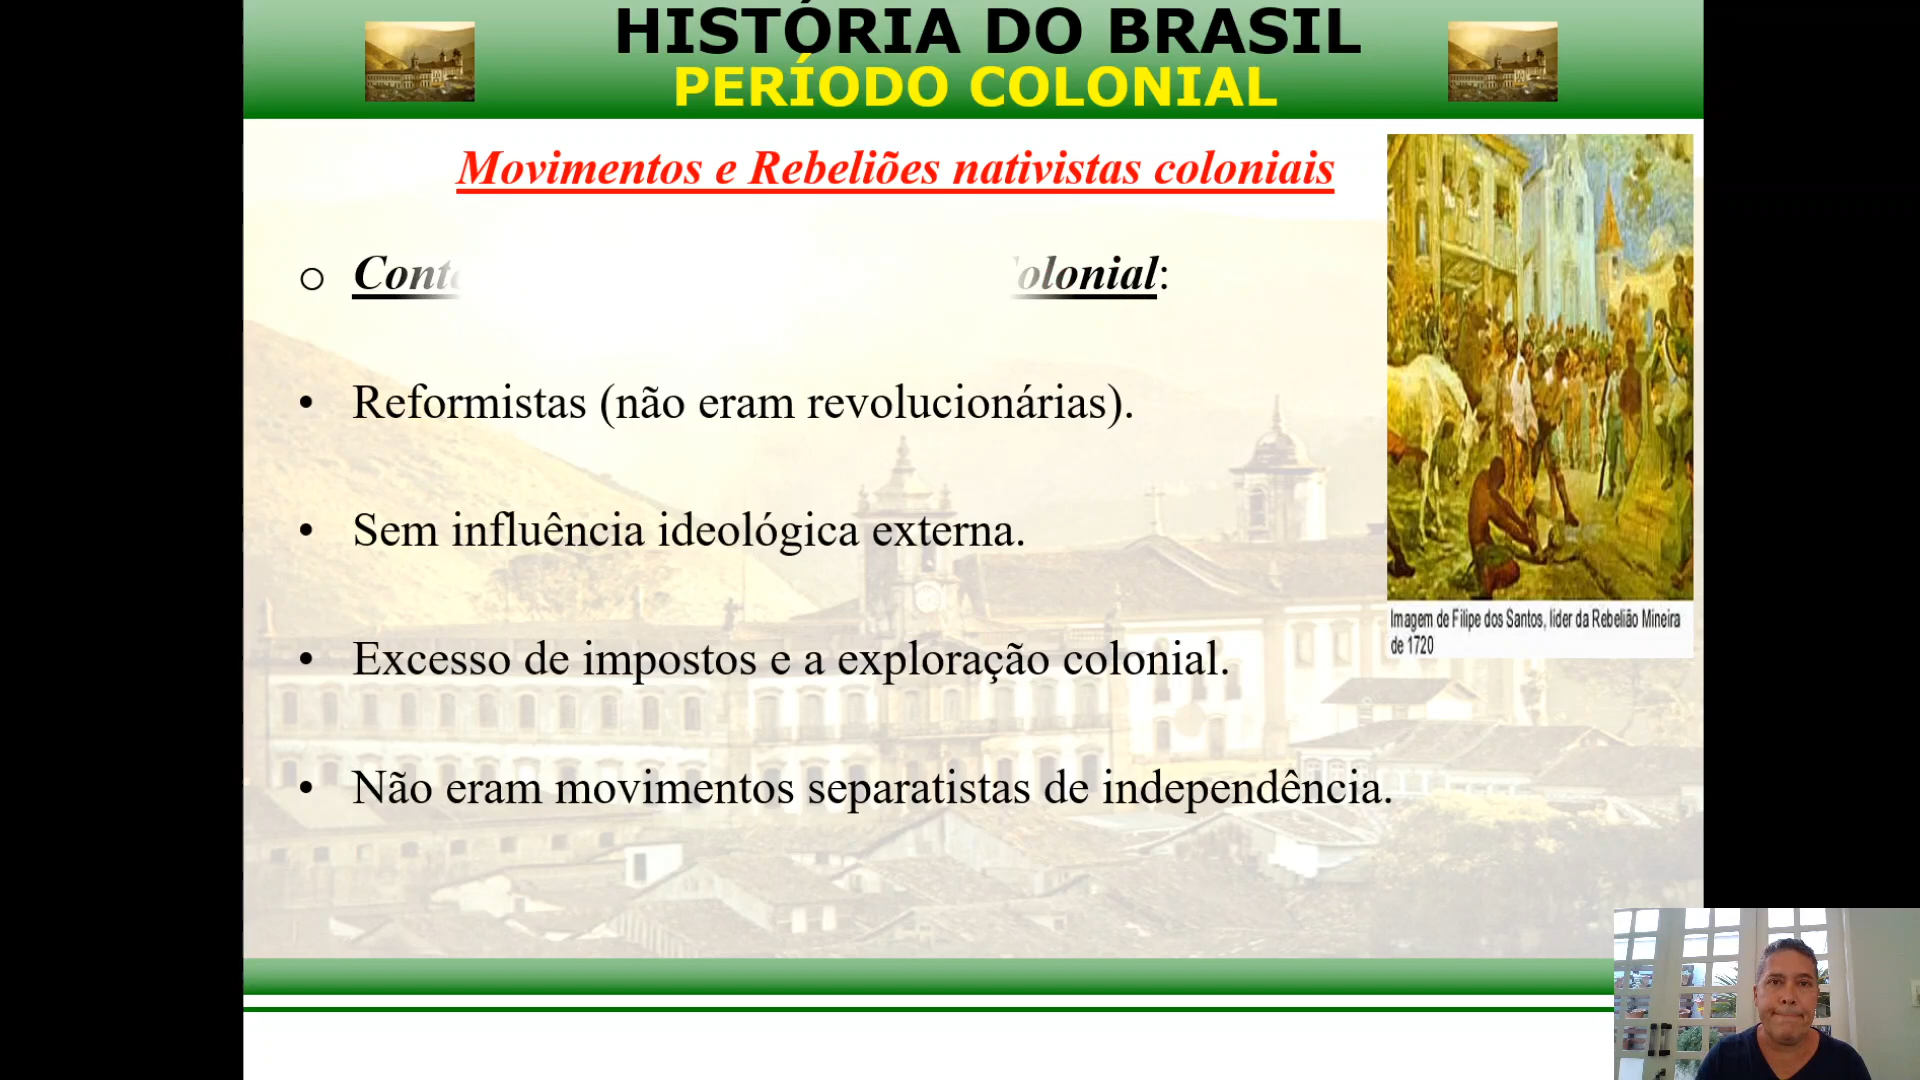 HISTÓRIA DO BRASIL
PERÍODO COLONIAL
Movimentos e Rebeliões nativistas coloniais
olonial:
Reformistas (não eram revolucionárias).
Sem influência ideológica externa.
Excesso de impostos e a exploração colonial.
Não eram movimentos separatistas de independência.
Imagem de Filipe dos Santos, líder da Rebelião Mineira
de 1720